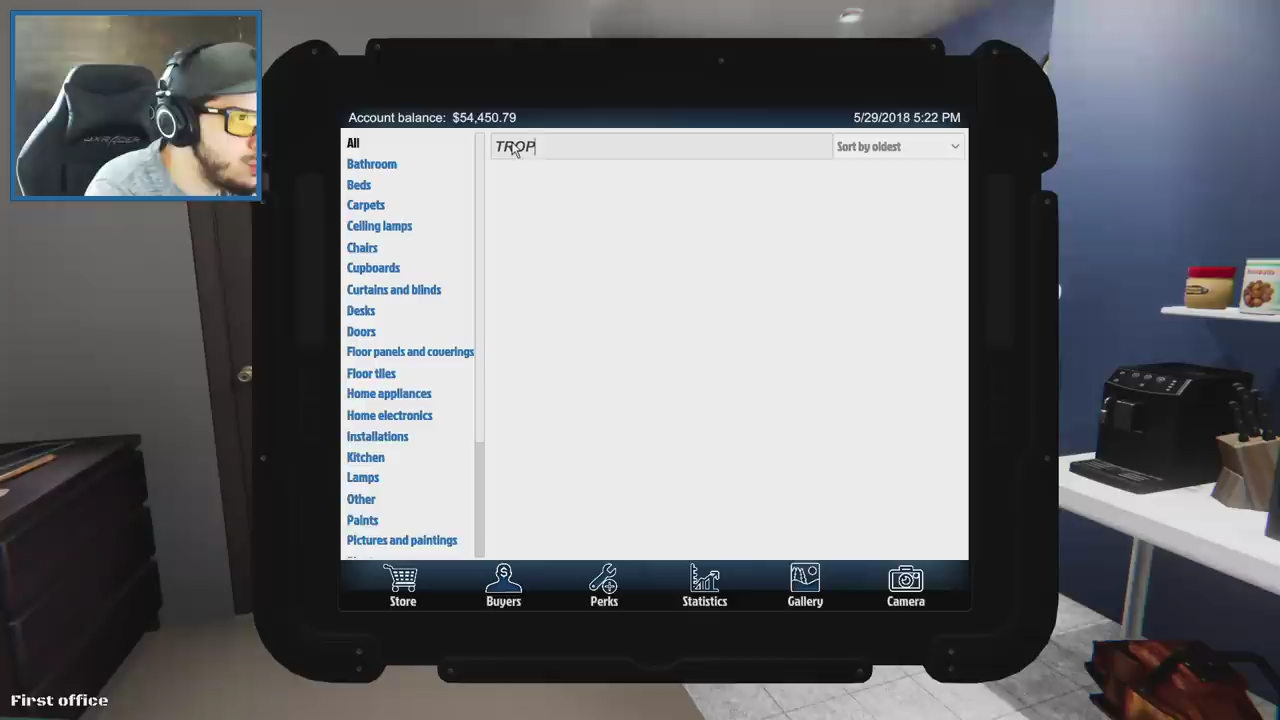 Account balance: $54,450.79
5/29/2018 5:22 PM
All
Bathroom
Beds
Carpets
Ceiling lamps
Chairs
Cupboards
Curtains and blinds
Desks
Doors
Floor panels and coverings
Floor tiles
Home appliances
Home electronics
Installations
Kitchen
Lamps
Other
Paints
Pictures and paintings
TROP
Sort by oldest
Store
Buyers
Perks
Statistics
Gallery
Camera
First office